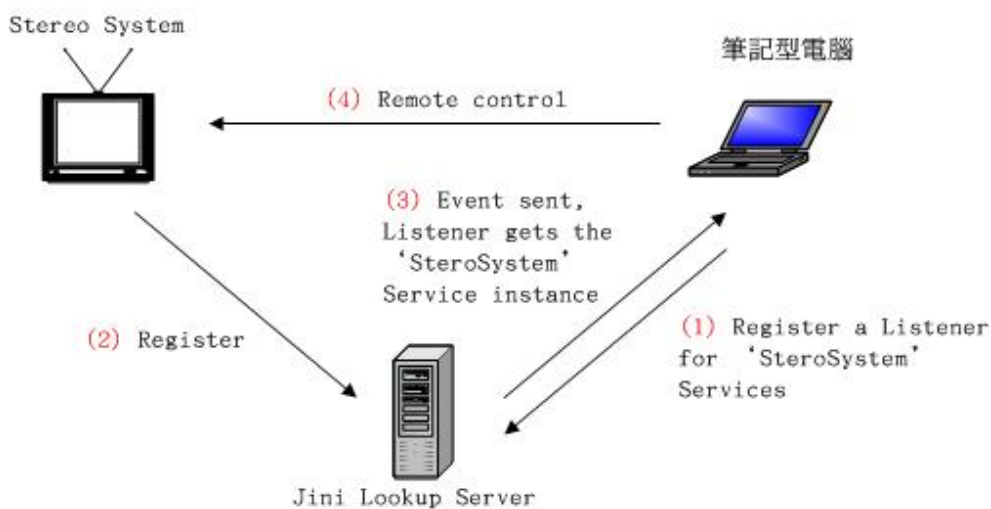 Stereo System
筆記型電腦
(4) Remote control
(3) Event sent,
Listener gets the
‘SteroSystem’
Service instance
(1) Register a Listener
for ‘SteroSystem’
Services
(2) Register
Jini Lookup Server